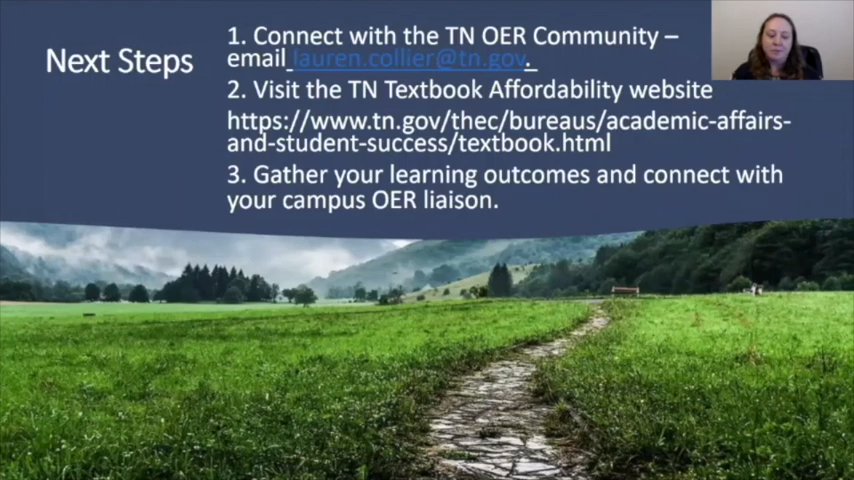 Next Steps
1. Connect with the TN OER Community –
email lauren.collier@tn.gov.
2. Visit the TN Textbook Affordability website
https://www.tn.gov/thec/bureaus/academic-affairs-
and-student-success/textbook.html
3. Gather your learning outcomes and connect with
your campus OER liaison.